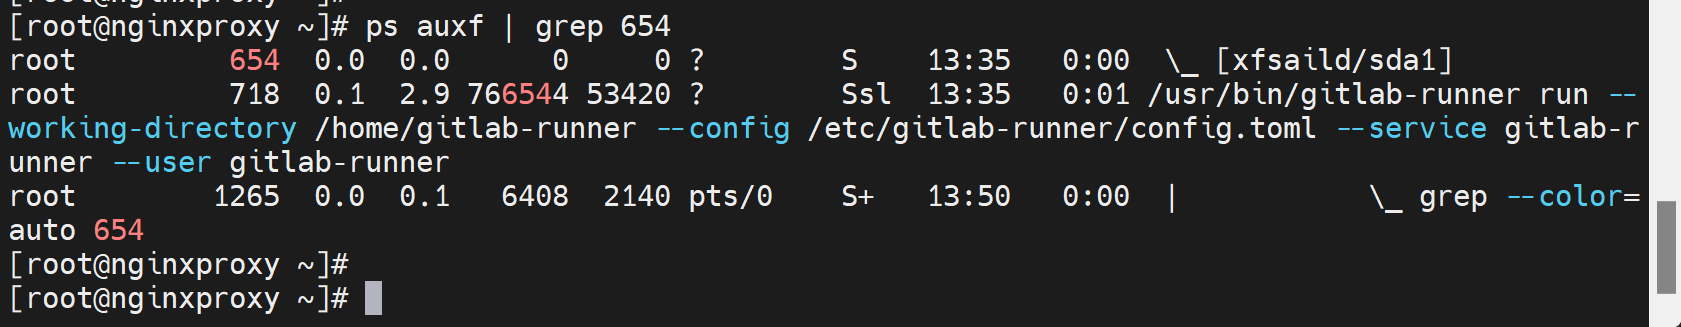 [root@nginxproxy ~]# ps auxf | grep 654
root         654  0.0  0.0      0     0 ?        S    13:35   0:00  \_ [xfsaild/sda1]
root         718  0.1  2.9 766544 53420 ?        Ssl  13:35   0:01 /usr/bin/gitlab-runner run --
working-directory /home/gitlab-runner --config /etc/gitlab-runner/config.toml --service gitlab-r
unner --user gitlab-runner
root        1265  0.0  0.1   6408  2140 pts/0    S+   13:50   0:00  |           \_ grep --color=
auto 654
[root@nginxproxy ~]#
[root@nginxproxy ~]#